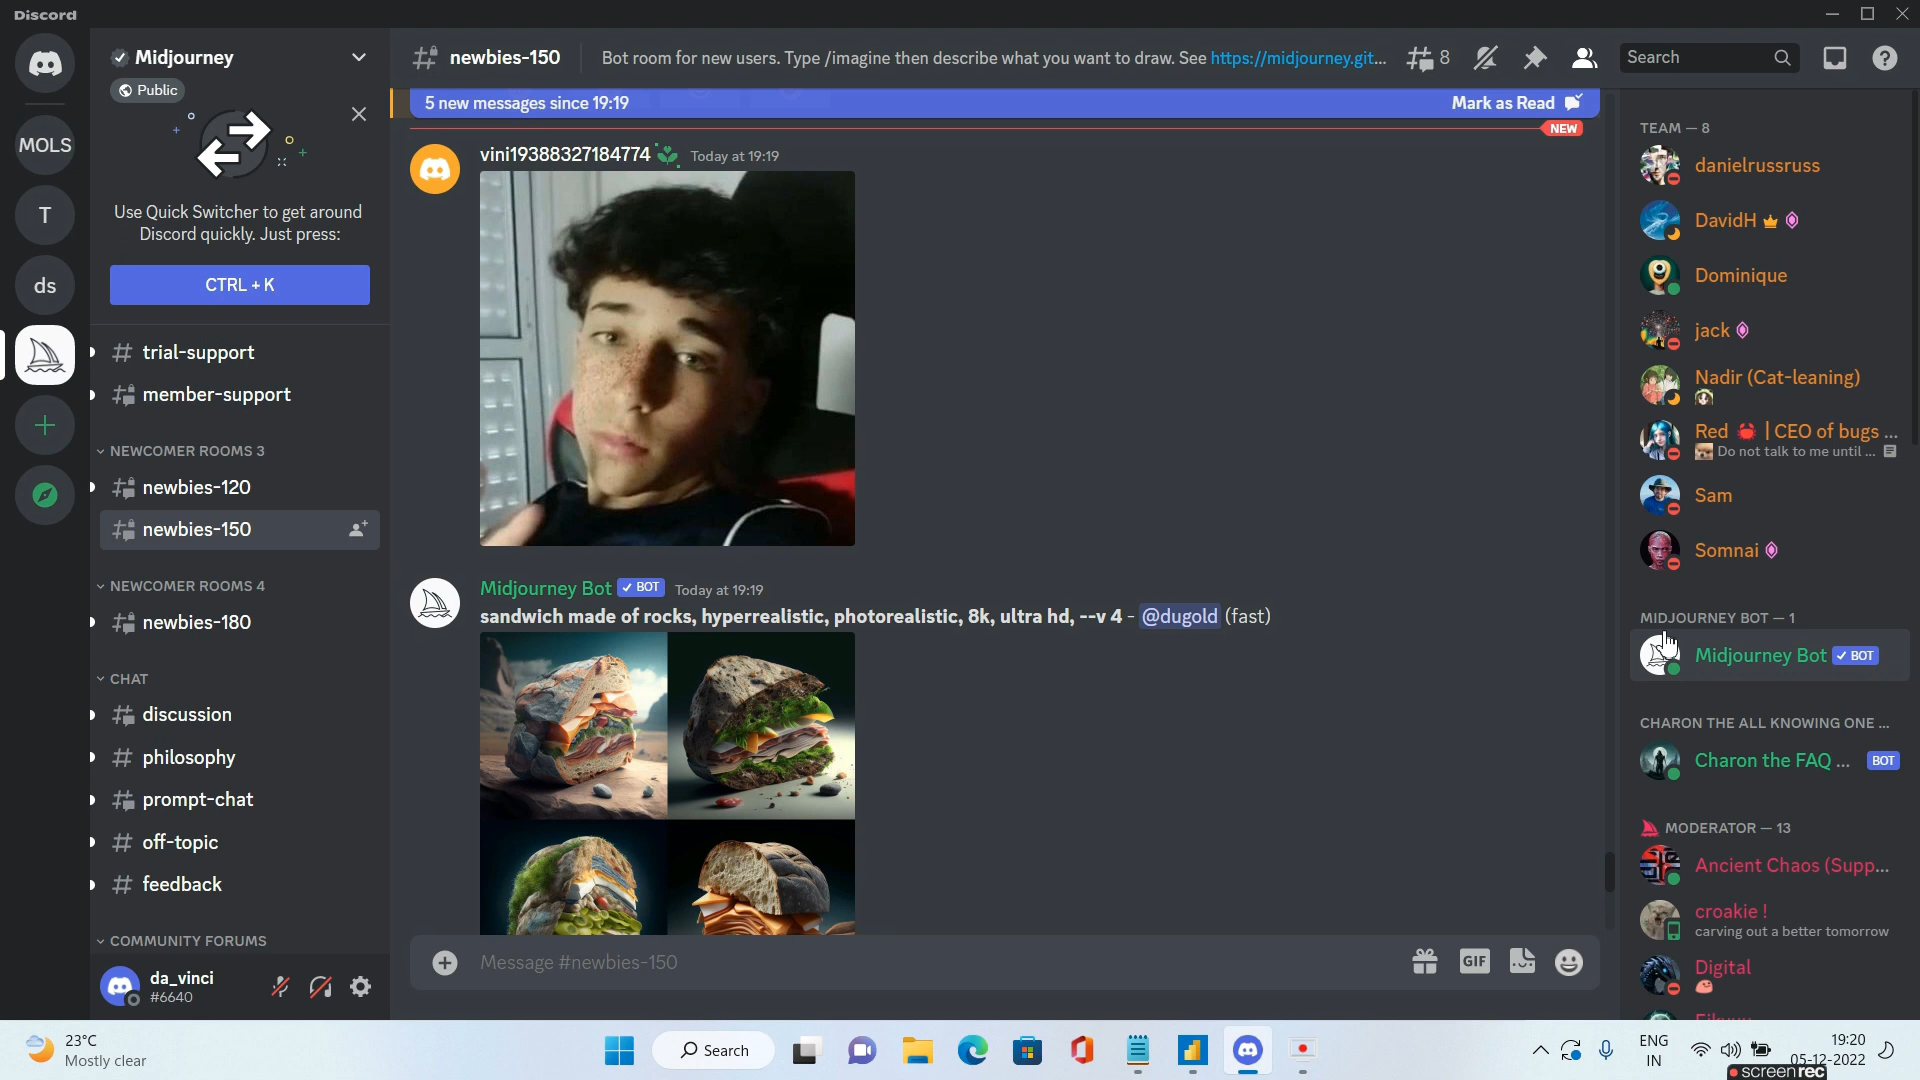 Discord
MOLS
T
ds
Midjourney
Public
Use Quick Switcher to get around
Discord quickly. Just press:
CTRL + K
trial-support
member-support
NEWCOMER ROOMS 3
newbies-120
newbies-150
NEWCOMER ROOMS 4
newbies-180
CHAT
discussion
philosophy
prompt-chat
off-topic
feedback
COMMUNITY FORUMS
da_vinci
#6640
newbies-150
Bot room for new users. Type /imagine then describe what you want to draw. See https://midjourney.git...
8
Search
5 new messages since 19:19
Mark as Read
NEW
vini19388327184774 Today at 19:19
Midjourney Bot BOT Today at 19:19
sandwich made of rocks, hyperrealistic, photorealistic, 8k, ultra hd, --v 4 - @dugold (fast)
Message #newbies-150
GIF
TEAM — 8
danielrussruss
DavidH
Dominique
jack
Nadir (Cat-leaning)
Red | CEO of bugs ...
Do not talk to me until ...
Sam
Somnai
MIDJOURNEY BOT — 1
Midjourney Bot BOT
CHARON THE ALL KNOWING ONE ...
Charon the FAQ ... BOT
MODERATOR — 13
Ancient Chaos (Supp...
croakie !
carving out a better tomorrow
Digital
23°C
Mostly clear
Search
ENG
IN
19:20
05-12-2022
screenrec